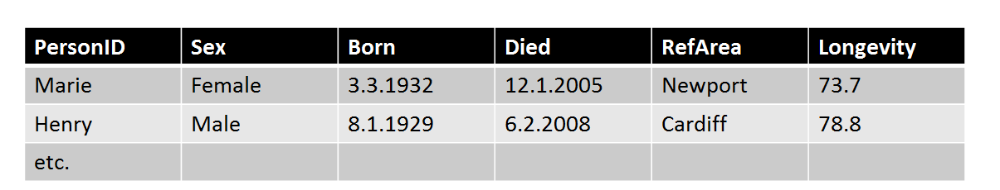 PersonID Sex Born Died RefArea Longevity
Marie Female 3.3.1932 12.1.2005 Newport 73.7
Henry Male 8.1.1929 6.2.2008 Cardiff 78.8
etc.